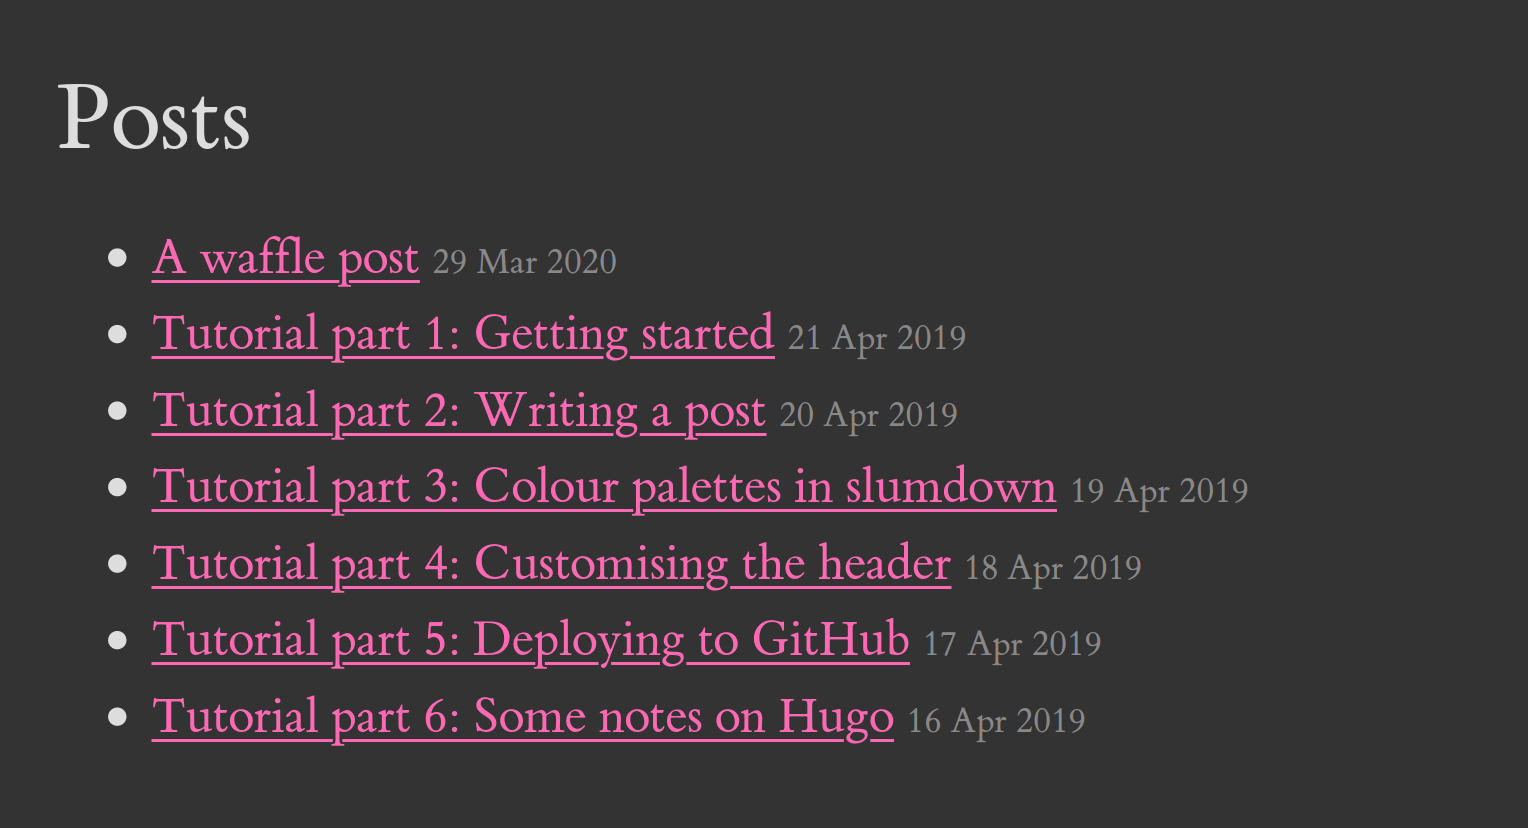 Posts
A waffle post 29 Mar 2020
Tutorial part 1: Getting started 21 Apr 2019
Tutorial part 2: Writing a post 20 Apr 2019
Tutorial part 3: Colour palettes in slumdown 19 Apr 2019
Tutorial part 4: Customising the header 18 Apr 2019
Tutorial part 5: Deploying to GitHub 17 Apr 2019
Tutorial part 6: Some notes on Hugo 16 Apr 2019